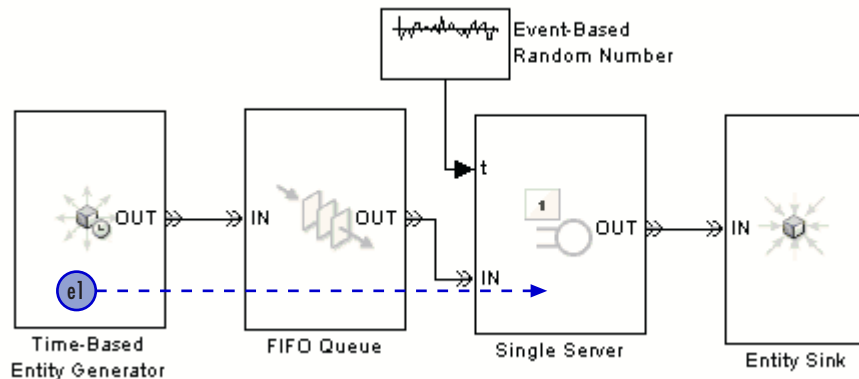 Event-Based
Random Number
OUT
IN
OUT
t
IN
1
OUT
IN
e1
Time-Based
Entity Generator
FIFO Queue
Single Server
Entity Sink